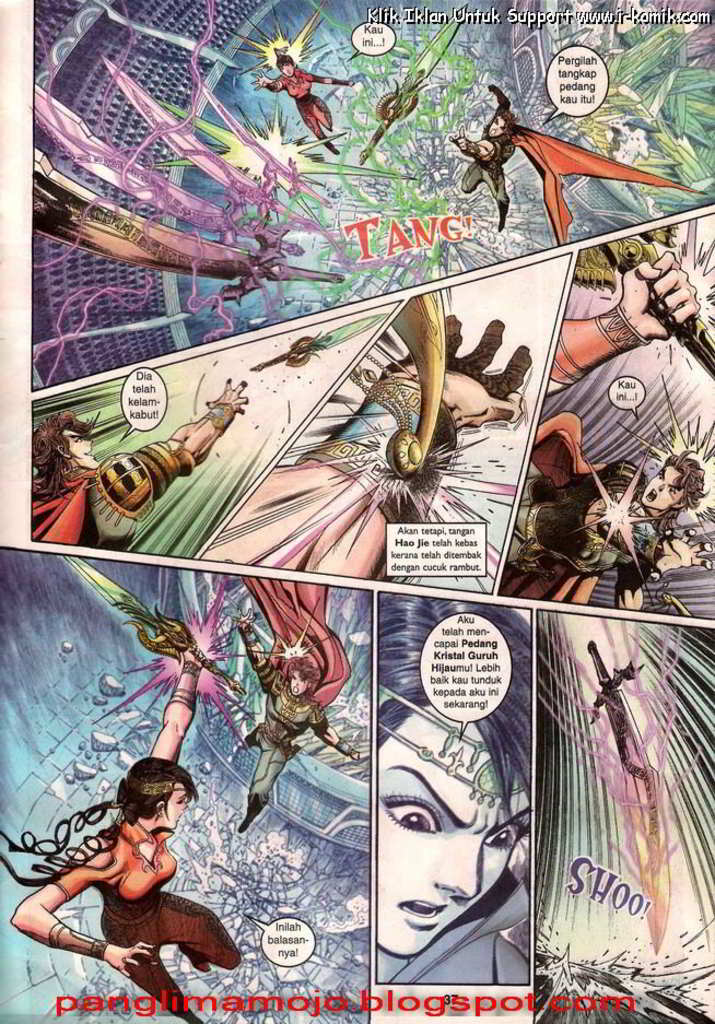 Klik Iklan Untuk Support www.i-komik.com
Kau
ini...!
Pergilah
tangkap
pedang
kau itu!
TANG!
Dia
telah
kelam-
kabut!
Akan tetapi, tangan
Hao Jie telah kebas
kerana telah ditembak
dengan cucuk rambut.
Kau
ini...!
Inilah
balasan-
nya!
Aku
telah men-
capai Pedang
Kristal Guruh
Hijaumu! Lebih
baik kau tunduk
kepada aku ini
sekarang!
SHOO!
panglimamojo.blogspot.com